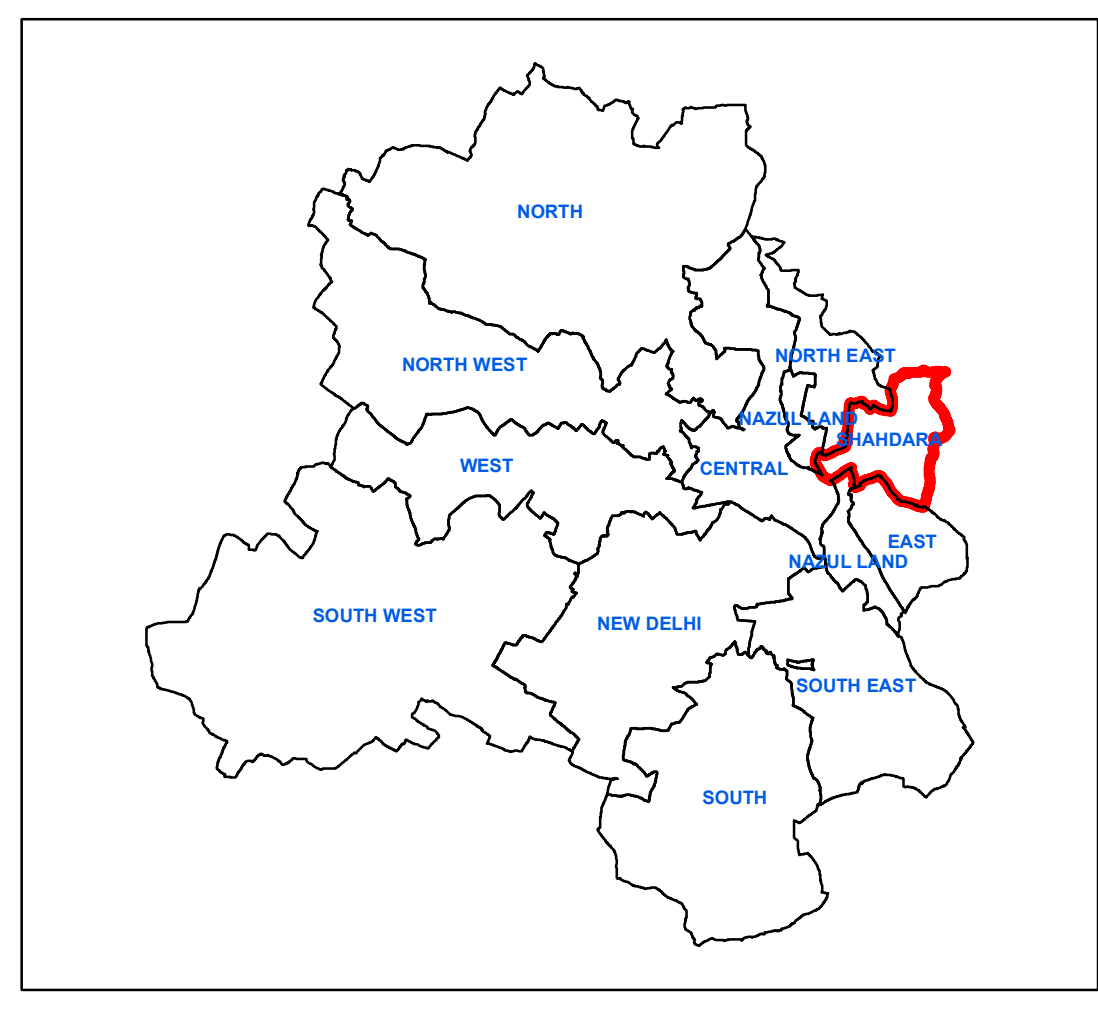 NORTH
NORTH EAST
NORTH WEST
NAZUL LAND
SHAHDARA
WEST
CENTRAL
EAST
NAZUL LAND
SOUTH WEST
NEW DELHI
SOUTH EAST
SOUTH